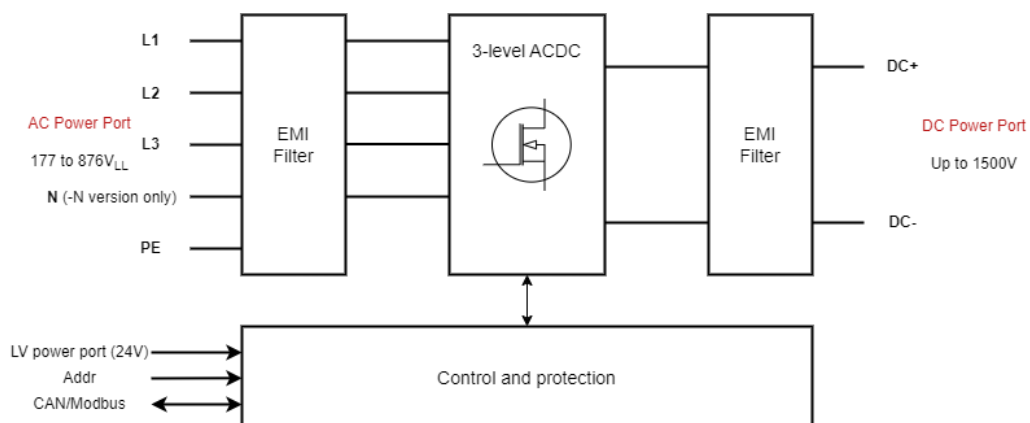 L1
3-level ACDC
DC+
L2
AC Power Port
L3
EMI
Filter
EMI
Filter
DC Power Port
177 to 876VLL
Up to 1500V
N (-N version only)
DC-
PE
LV power port (24V)
Addr
Control and protection
CAN/Modbus